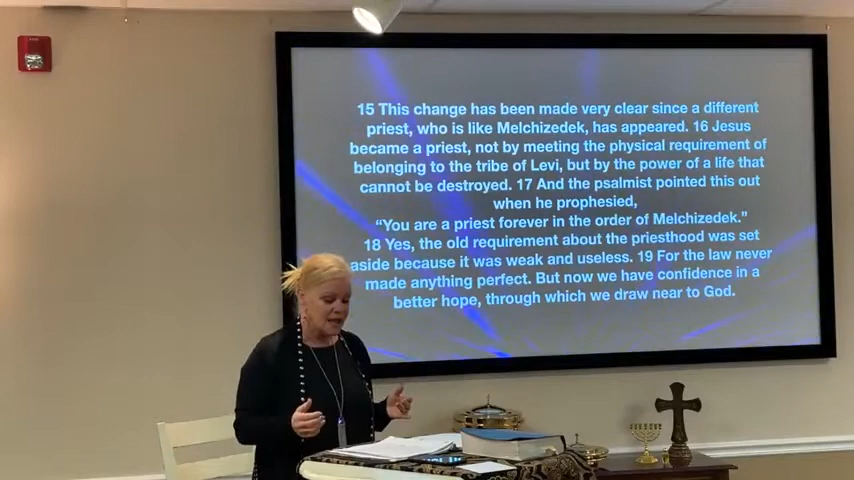 15 This change has been made very clear since a different
priest, who is like Melchizedek, has appeared. 16 Jesus
became a priest, not by meeting the physical requirement of
belonging to the tribe of Levi, but by the power of a life that
cannot be destroyed. 17 And the psalmist pointed this out
when he prophesied,
“You are a priest forever in the order of Melchizedek.”
18 Yes, the old requirement about the priesthood was set
aside because it was weak and useless. 19 For the law never
made anything perfect. But now we have confidence in a
better hope, through which we draw near to God.